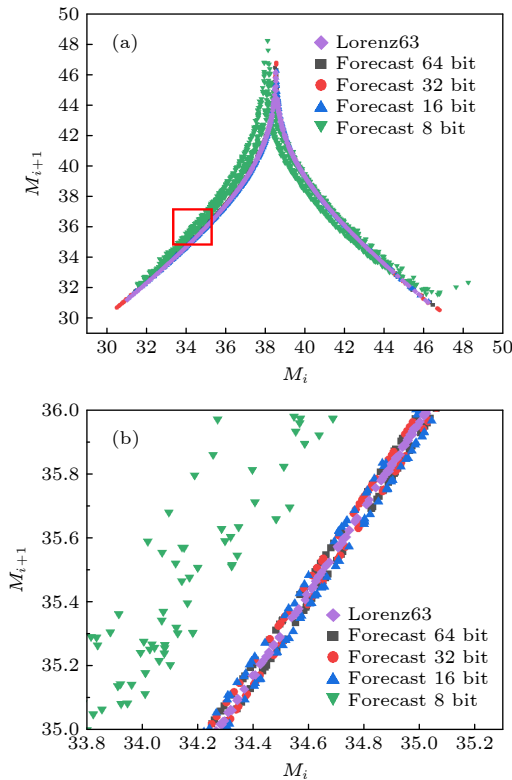 50
48
46
44
42
40
38
36
34
32
30
M_{i+1}
(a)
Lorenz63
Forecast 64 bit
Forecast 32 bit
Forecast 16 bit
Forecast 8 bit
30 32 34 36 38 40 42 44 46 48 50
M_i
36.0
35.8
35.6
35.4
35.2
35.0
M_{i+1}
(b)
Lorenz63
Forecast 64 bit
Forecast 32 bit
Forecast 16 bit
Forecast 8 bit
33.8 34.0 34.2 34.4 34.6 34.8 35.0 35.2
M_i